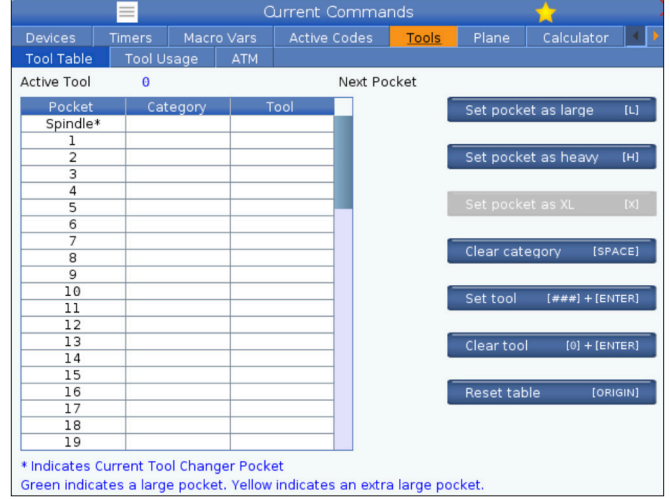 Current Commands
Devices Timers Macro Vars Active Codes Tools Plane Calculator
Tool Table Tool Usage ATM
Active Tool 0 Next Pocket
Pocket Category Tool
Spindle*
1
2
3
4
5
6
7
8
9
10
11
12
13
14
15
16
17
18
19
Set pocket as large [L]
Set pocket as heavy [H]
Set pocket as XL [X]
Clear category [SPACE]
Set tool [###] + [ENTER]
Clear tool [0] + [ENTER]
Reset table [ORIGIN]
* Indicates Current Tool Changer Pocket
Green indicates a large pocket. Yellow indicates an extra large pocket.